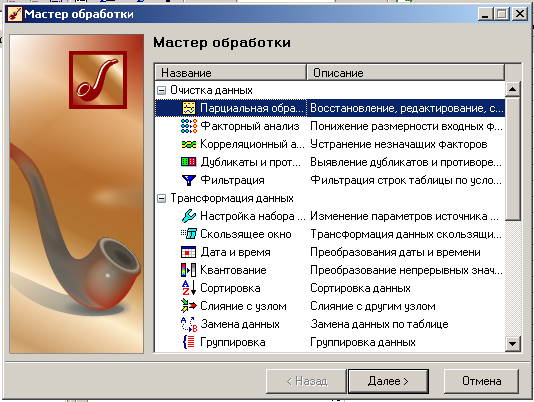 Мастер обработки
Мастер обработки
Название Описание
Очистка данных
Парциальная обра... Восстановление, редактирование, с...
Факторный анализ Понижение размерности входных ф...
Корреляционный а... Устранение незначащих факторов
Дубликаты и прот... Выявление дубликатов и противоре...
Фильтрация Фильтрация строк таблицы по усло...
Трансформация данных
Настройка набора ... Изменение параметров источника ...
Скользящее окно Трансформация данных скользящи...
Дата и время Преобразования даты и времени
Квантование Преобразование непрерывных знач...
Сортировка Сортировка данных
Слияние с узлом Слияние с другим узлом
Замена данных Замена данных по таблице
Группировка Группировка данных
< Назад Далее > Отмена